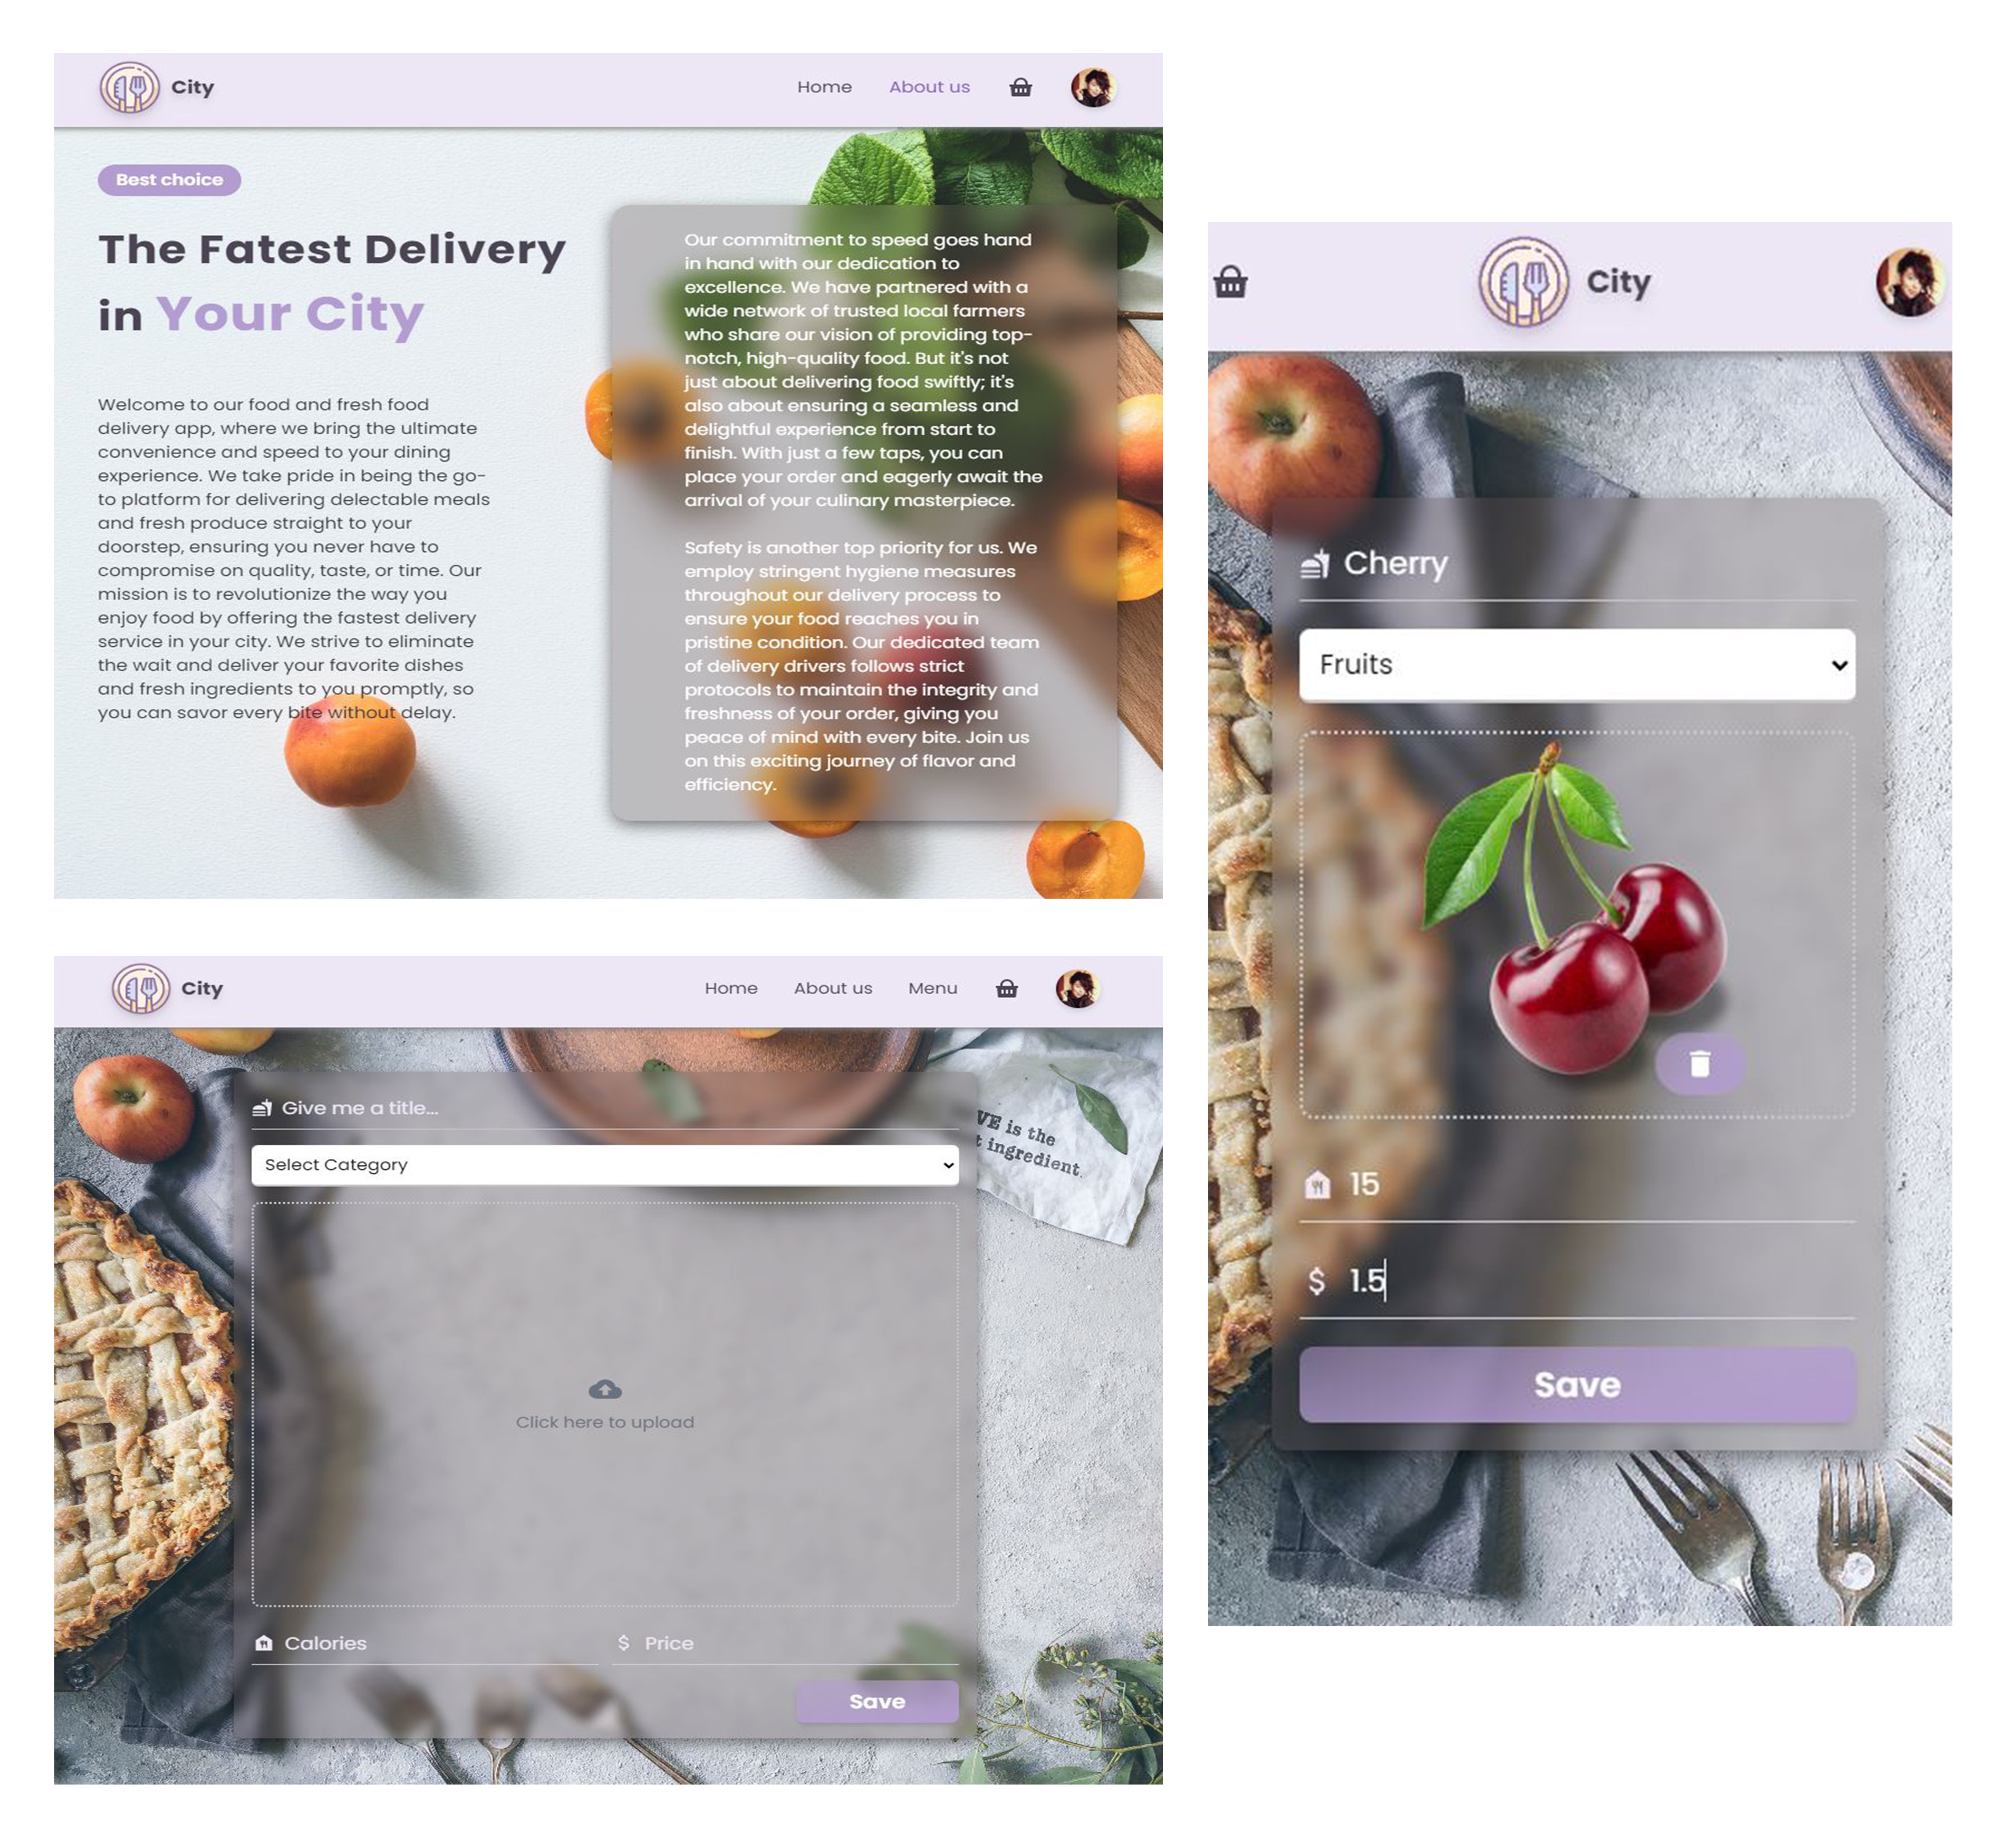 City
Home
About us
Best choice
The Fatest Delivery
in Your City
Welcome to our food and fresh food
delivery app, where we bring the ultimate
convenience and speed to your dining
experience. We take pride in being the go-
to platform for delivering delectable meals
and fresh produce straight to your
doorstep, ensuring you never have to
compromise on quality, taste, or time. Our
mission is to revolutionize the way you
enjoy food by offering the fastest delivery
service in your city. We strive to eliminate
the wait and deliver your favorite dishes
and fresh ingredients to you promptly, so
you can savor every bite without delay.
Our commitment to speed goes hand
in hand with our dedication to
excellence. We have partnered with a
wide network of trusted local farmers
who share our vision of providing top-
notch, high-quality food. But it's not
just about delivering food swiftly; it's
also about ensuring a seamless and
delightful experience from start to
finish. With just a few taps, you can
place your order and eagerly await the
arrival of your culinary masterpiece.
Safety is another top priority for us. We
employ stringent hygiene measures
throughout our delivery process to
ensure your food reaches you in
pristine condition. Our dedicated team
of delivery drivers follows strict
protocols to maintain the integrity and
freshness of your order, giving you
peace of mind with every bite. Join us
on this exciting journey of flavor and
efficiency.
City
Home
About us
Menu
Give me a title...
Select Category
VE is the
t ingredient.
Click here to upload
Calories
$ Price
Save
City
Cherry
Fruits
15
$ 1.5
Save